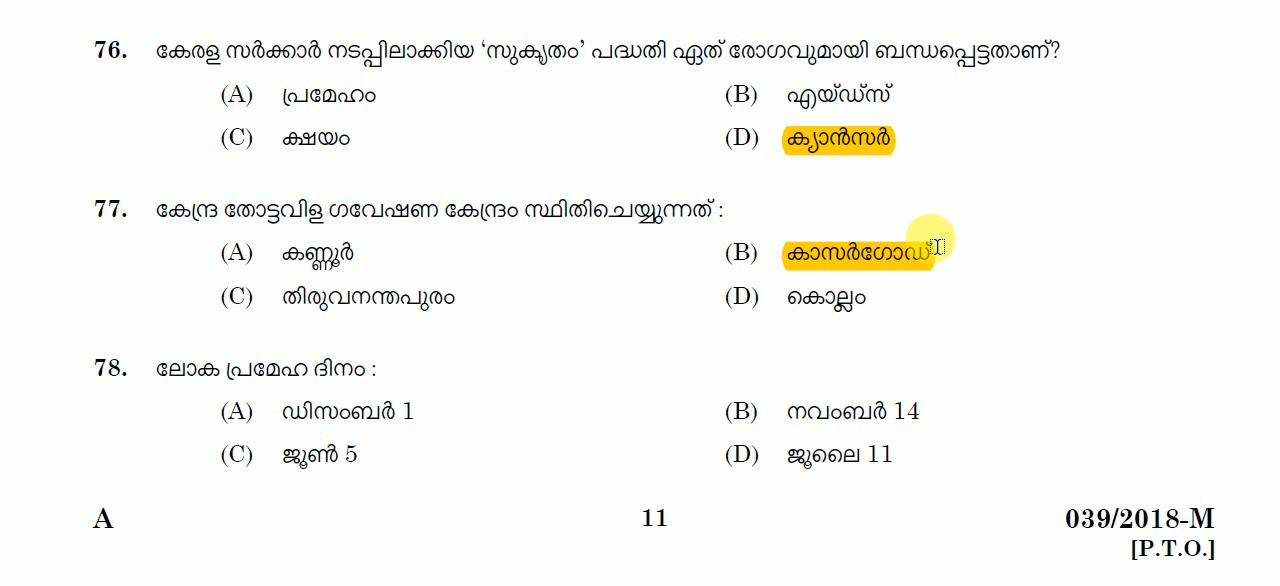 76. കേരള സർക്കാർ നടപ്പിലാക്കിയ ‘സുകൃതം’ പദ്ധതി ഏത് രോഗവുമായി ബന്ധപ്പെട്ടതാണ്?
(A) പ്രമേഹം (B) എയ്ഡ്സ്
(C) ക്ഷയം (D) ക്യാൻസർ
77. കേന്ദ്ര തോട്ടവിള ഗവേഷണ കേന്ദ്രം സ്ഥിതിചെയ്യുന്നത് :
(A) കണ്ണൂർ (B) കാസർഗോഡ്
(C) തിരുവനന്തപുരം (D) കൊല്ലം
78. ലോക പ്രമേഹ ദിനം :
(A) ഡിസംബർ 1 (B) നവംബർ 14
(C) ജൂൺ 5 (D) ജൂലൈ 11
A 11 039/2018-M
[P.T.O.]